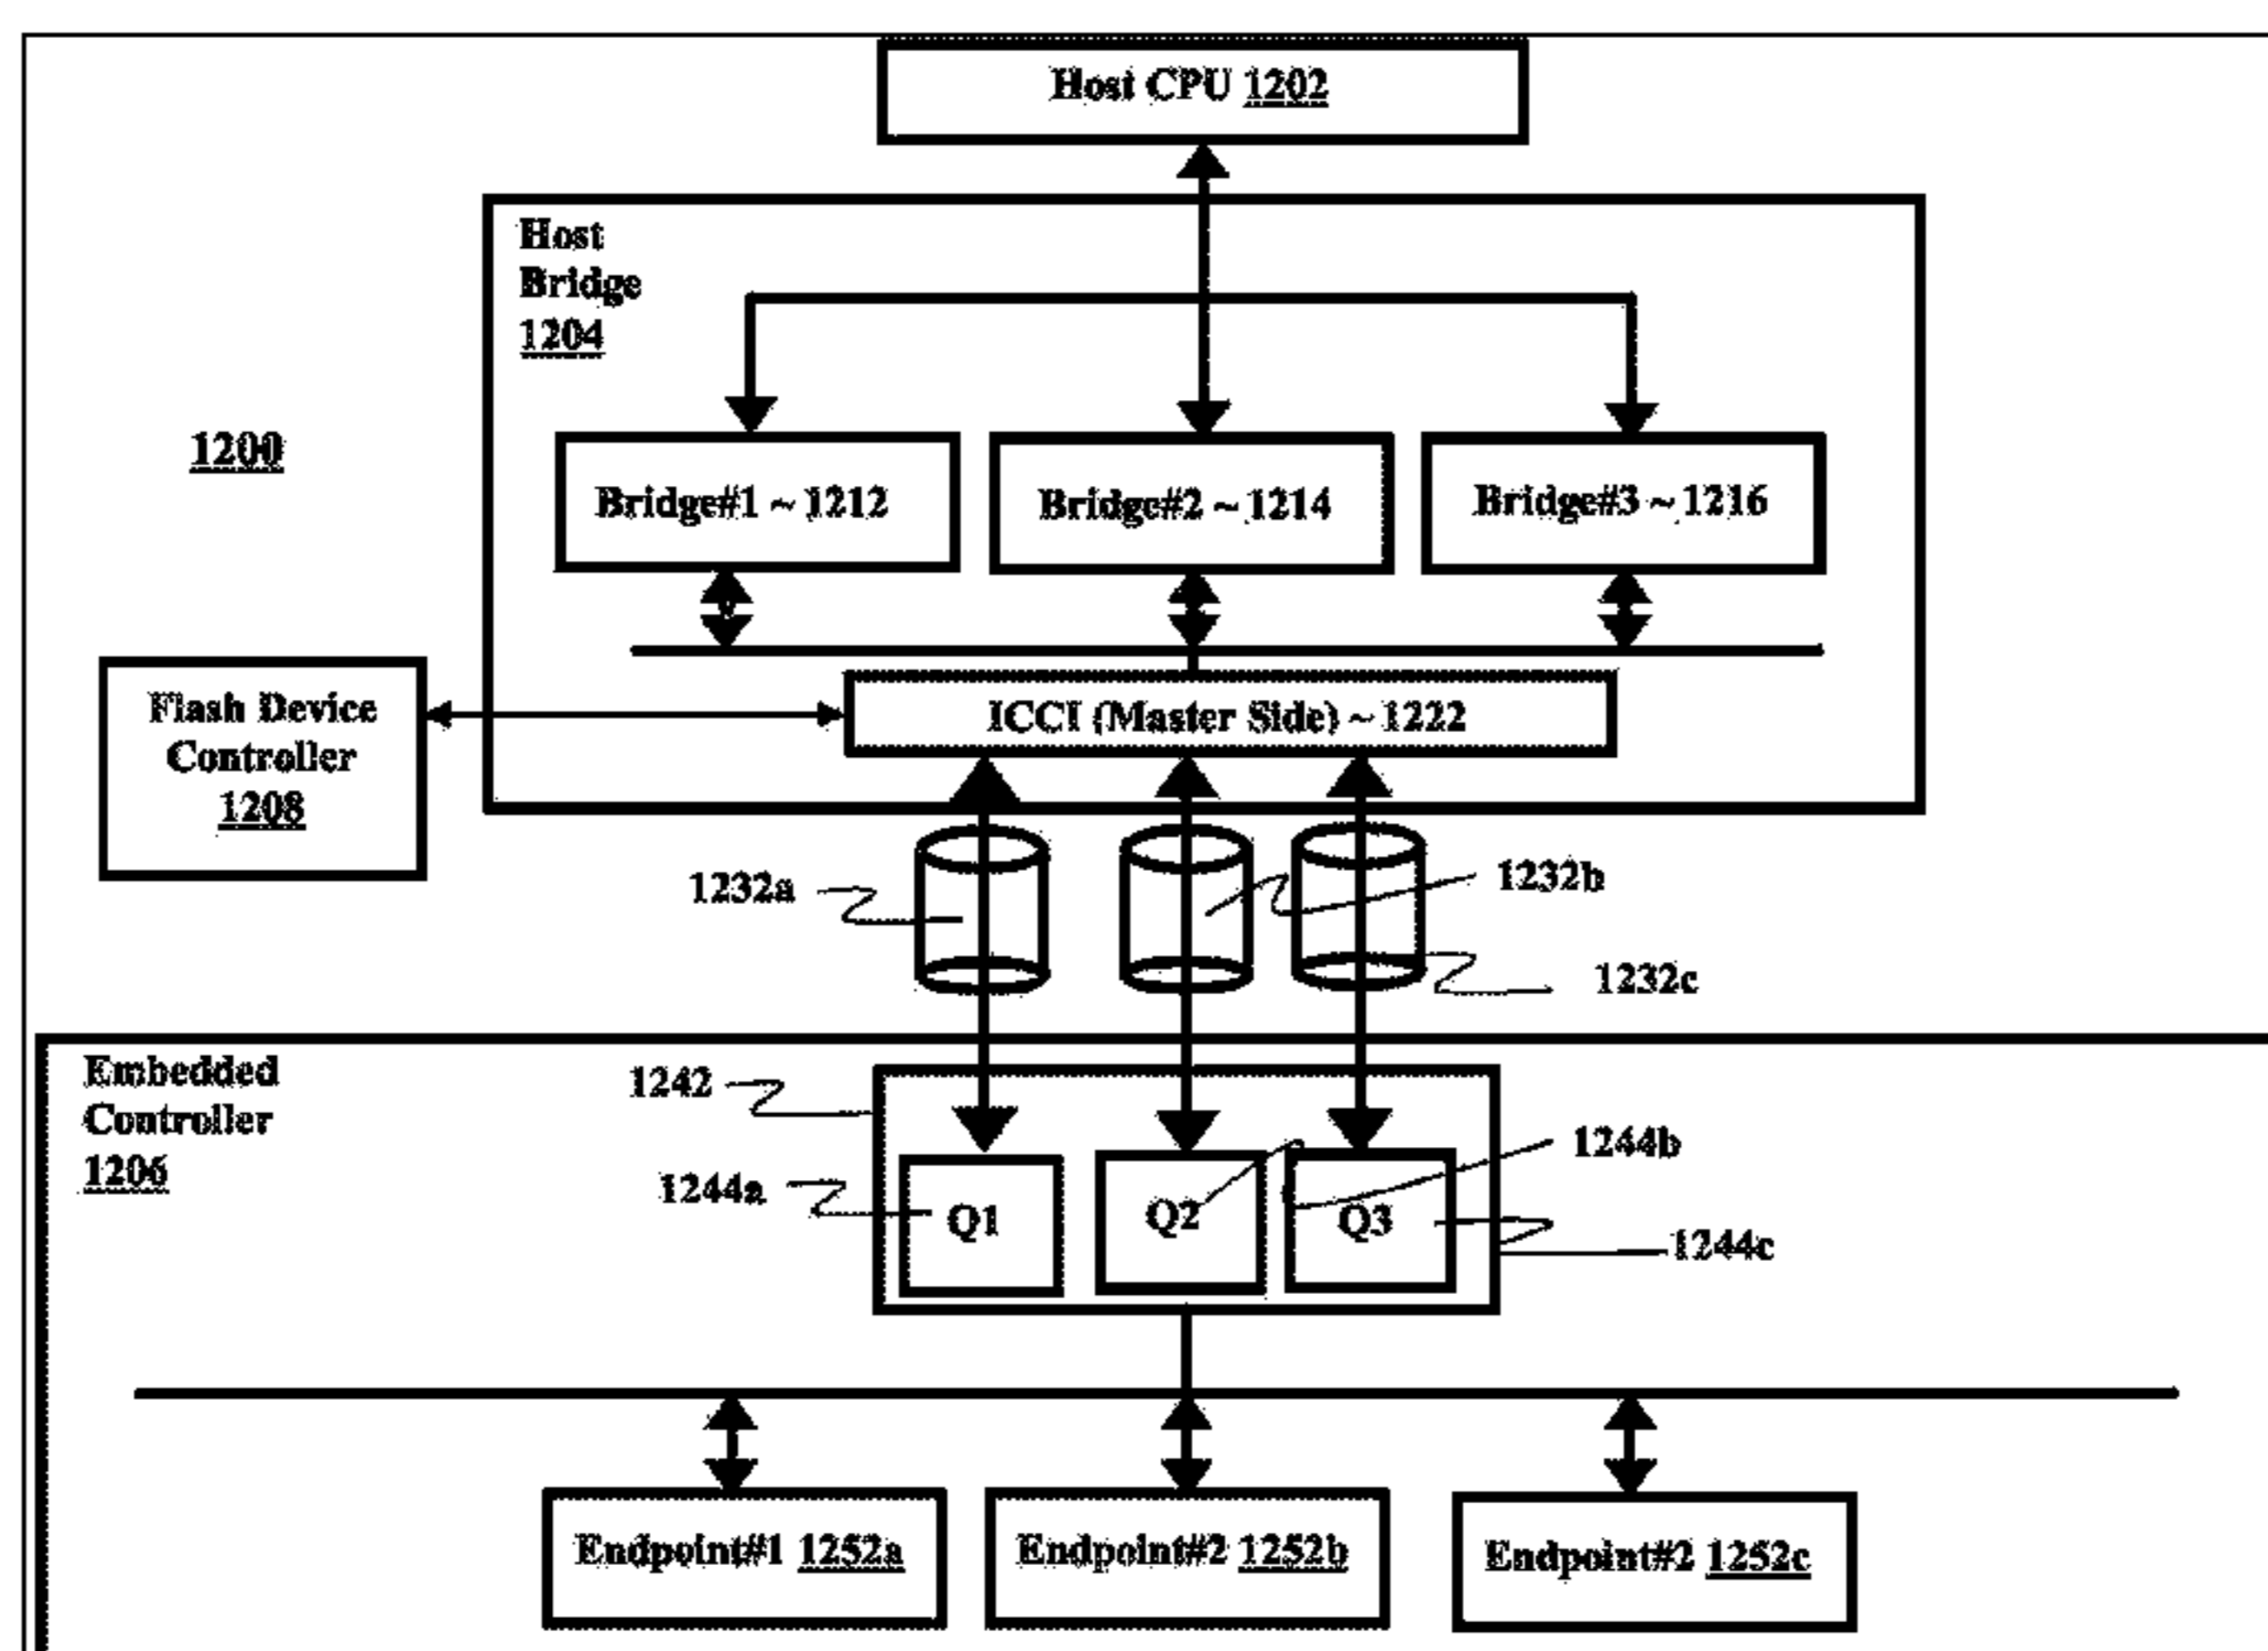 Host CPU 1202
Host
Bridge
1204
1200
Bridge#1 ~ 1212
Bridge#2 ~ 1214
Bridge#3 ~ 1216
Flash Device
Controller
1208
ICCI (Master Side) ~ 1222
1232a
1232b
1232c
Embedded
Controller
1206
1242
1244a
Q1
Q2
Q3
1244b
1244c
Endpoint#1 1252a
Endpoint#2 1252b
Endpoint#2 1252c